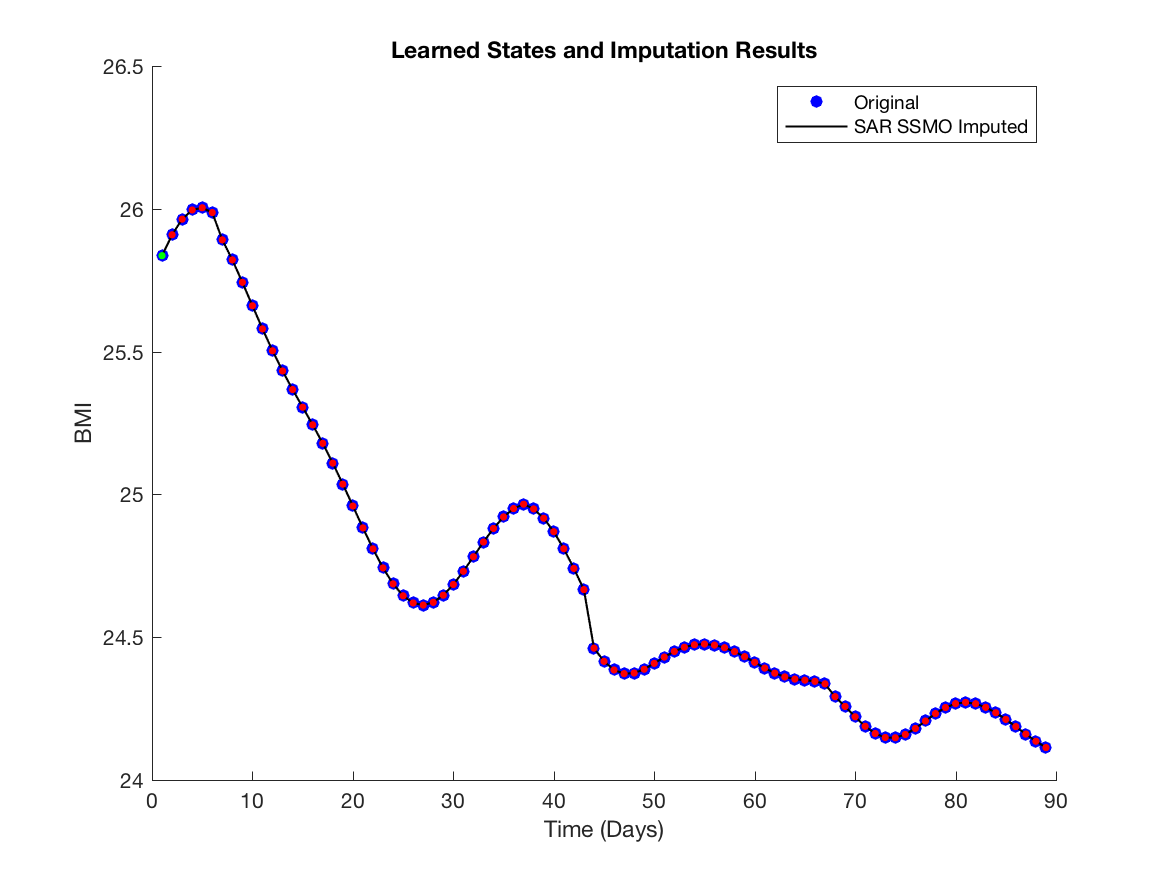 Learned States and Imputation Results
26.5
26
25.5
25
24.5
24
BMI
Original
SAR SSMO Imputed
0 10 20 30 40 50 60 70 80 90
Time (Days)